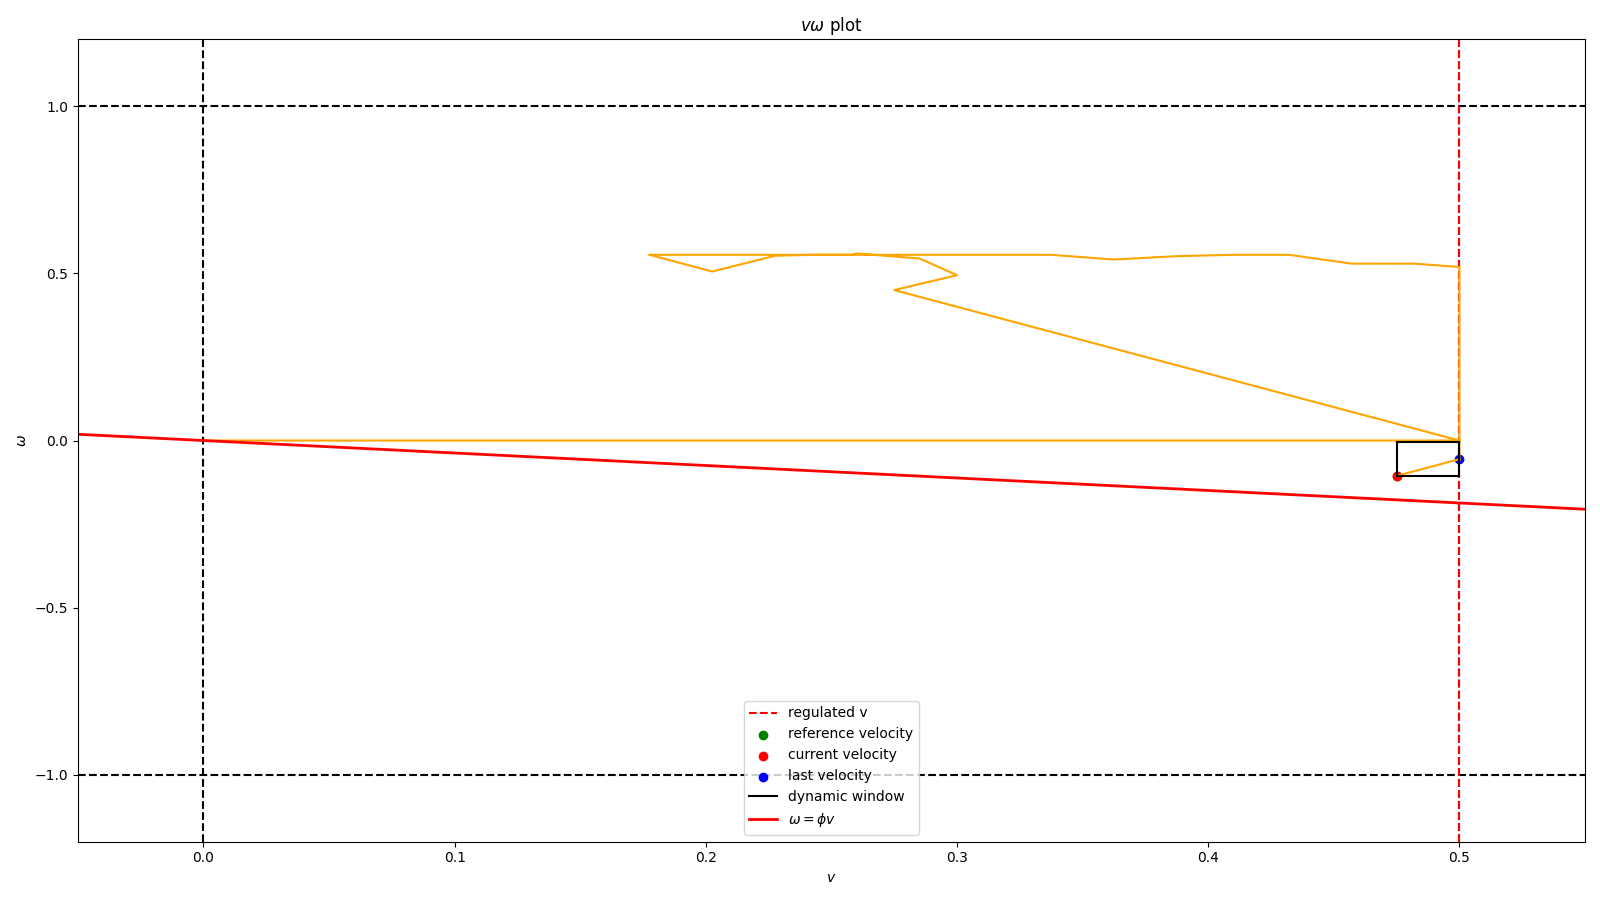 vω plot
1.0
0.5
0.0
−0.5
−1.0
ω
0.0 0.1 0.2 0.3 0.4 0.5
v
regulated v
reference velocity
current velocity
last velocity
dynamic window
ω = ϕv